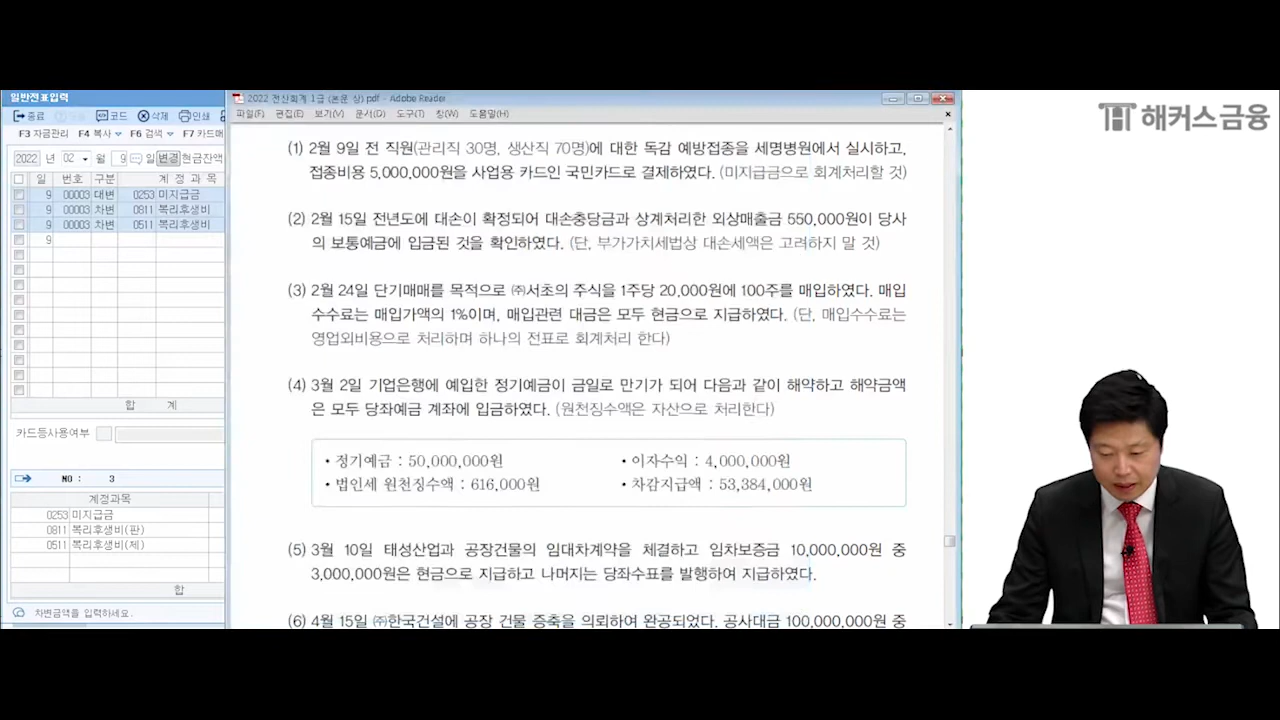 일반전표입력
종료
코드
삭제
인쇄
F3 자금관리 F4 복사 F6 검색 F7 카드매
2022 년 02 월 9 일 변경 현금잔액
일 번호 구분 계 정 과 목
9 00003 대변 0253 미지급금
9 00003 차변 0811 복리후생비
9 00003 차변 0511 복리후생비
9
합 계
카드등사용여부
NO : 3
계정과목
0253 미지급금
0811 복리후생비(판)
0511 복리후생비(제)
합
차변금액을 입력하세요.
2022 전산회계 1급 (본문 상).pdf - Adobe Reader
파일(F) 편집(E) 보기(V) 문서(D) 도구(T) 창(W) 도움말(H)
(1) 2월 9일 전 직원(관리직 30명, 생산직 70명)에 대한 독감 예방접종을 세명병원에서 실시하고,
접종비용 5,000,000원을 사업용 카드인 국민카드로 결제하였다. (미지급금으로 회계처리할 것)
(2) 2월 15일 전년도에 대손이 확정되어 대손충당금과 상계처리한 외상매출금 550,000원이 당사
의 보통예금에 입금된 것을 확인하였다. (단, 부가가치세법상 대손세액은 고려하지 말 것)
(3) 2월 24일 단기매매를 목적으로 ㈜서초의 주식을 1주당 20,000원에 100주를 매입하였다. 매입
수수료는 매입가액의 1%이며, 매입관련 대금은 모두 현금으로 지급하였다. (단, 매입수수료는
영업외비용으로 처리하며 하나의 전표로 회계처리 한다)
(4) 3월 2일 기업은행에 예입한 정기예금이 금일로 만기가 되어 다음과 같이 해약하고 해약금액
은 모두 당좌예금 계좌에 입금하였다. (원천징수액은 자산으로 처리한다)
• 정기예금 : 50,000,000원 • 이자수익 : 4,000,000원
• 법인세 원천징수액 : 616,000원 • 차감지급액 : 53,384,000원
(5) 3월 10일 태성산업과 공장건물의 임대차계약을 체결하고 임차보증금 10,000,000원 중
3,000,000원은 현금으로 지급하고 나머지는 당좌수표를 발행하여 지급하였다.
(6) 4월 15일 ㈜한국건설에 공장 건물 증축을 의뢰하여 완공되었다. 공사대금 100,000,000원 중
해커스금융